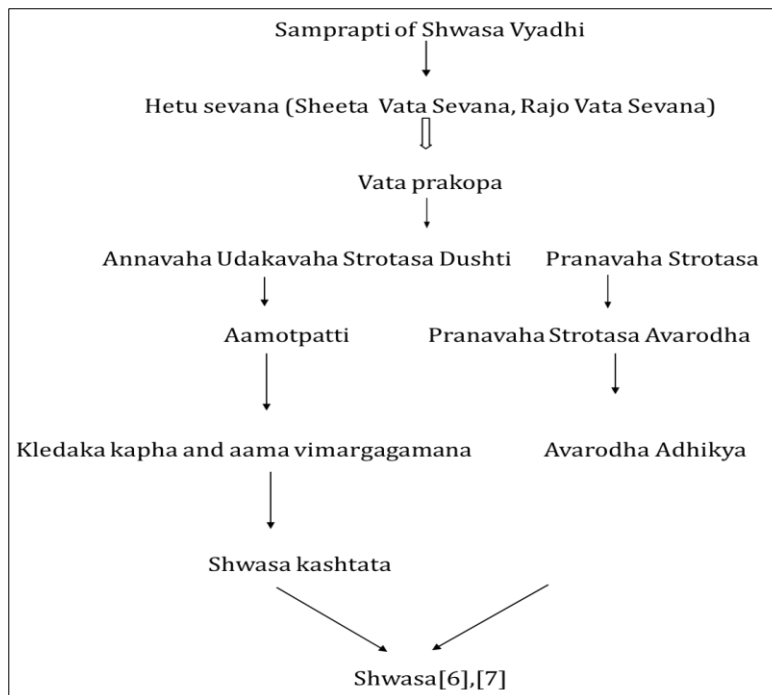 Samprapti of Shwasa Vyadhi
Hetu sevana (Sheeta Vata Sevana, Rajo Vata Sevana)
Vata prakopa
Annavaha Udakavaha Strotasa Dushti Pranavaha Strotasa
Aamotpatti Pranavaha Strotasa Avarodha
Kledaka kapha and aama vimargagamana Avarodha Adhikya
Shwasa kashtata
Shwasa[6],[7]